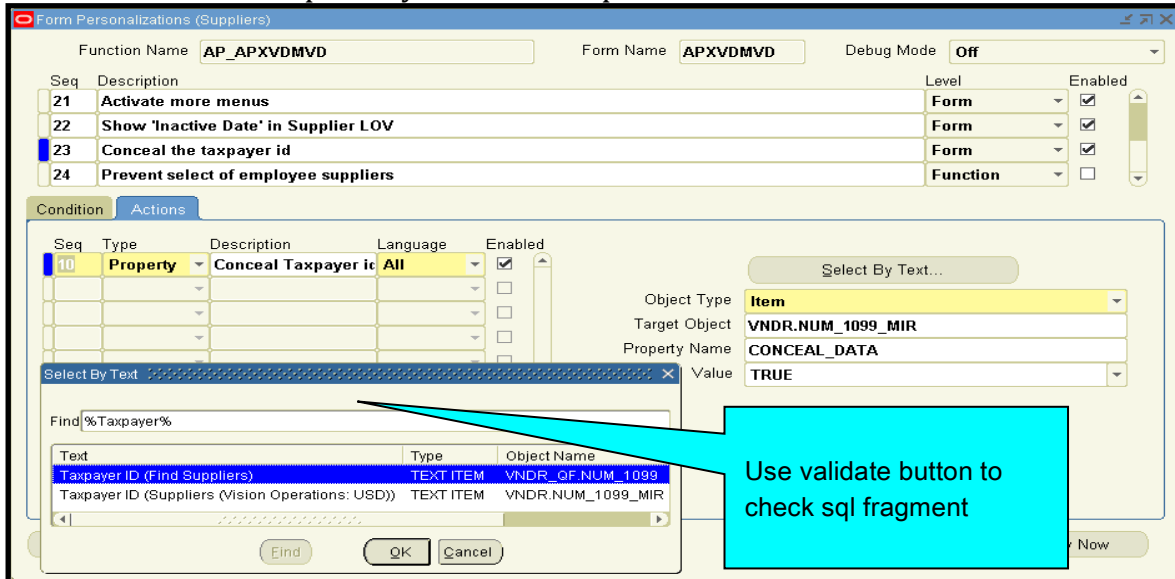 Form Personalizations (Suppliers)
Function Name AP_APXVDMVD Form Name APXVDMVD Debug Mode Off
Seq Description Level Enabled
21 Activate more menus Form
22 Show 'Inactive Date' in Supplier LOV Form
23 Conceal the taxpayer id Form
24 Prevent select of employee suppliers Function
Condition Actions
Seq Type Description Language Enabled
10 Property Conceal Taxpayer id All
Select By Text...
Object Type Item
Target Object VNDR.NUM_1099_MIR
Property Name CONCEAL_DATA
Value TRUE
Select By Text
Find %Taxpayer%
Text Type Object Name
Taxpayer ID (Find Suppliers) TEXT ITEM VNDR_QF.NUM_1099
Taxpayer ID (Suppliers (Vision Operations: USD)) TEXT ITEM VNDR.NUM_1099_MIR
Find OK Cancel
Use validate button to
check sql fragment
Now